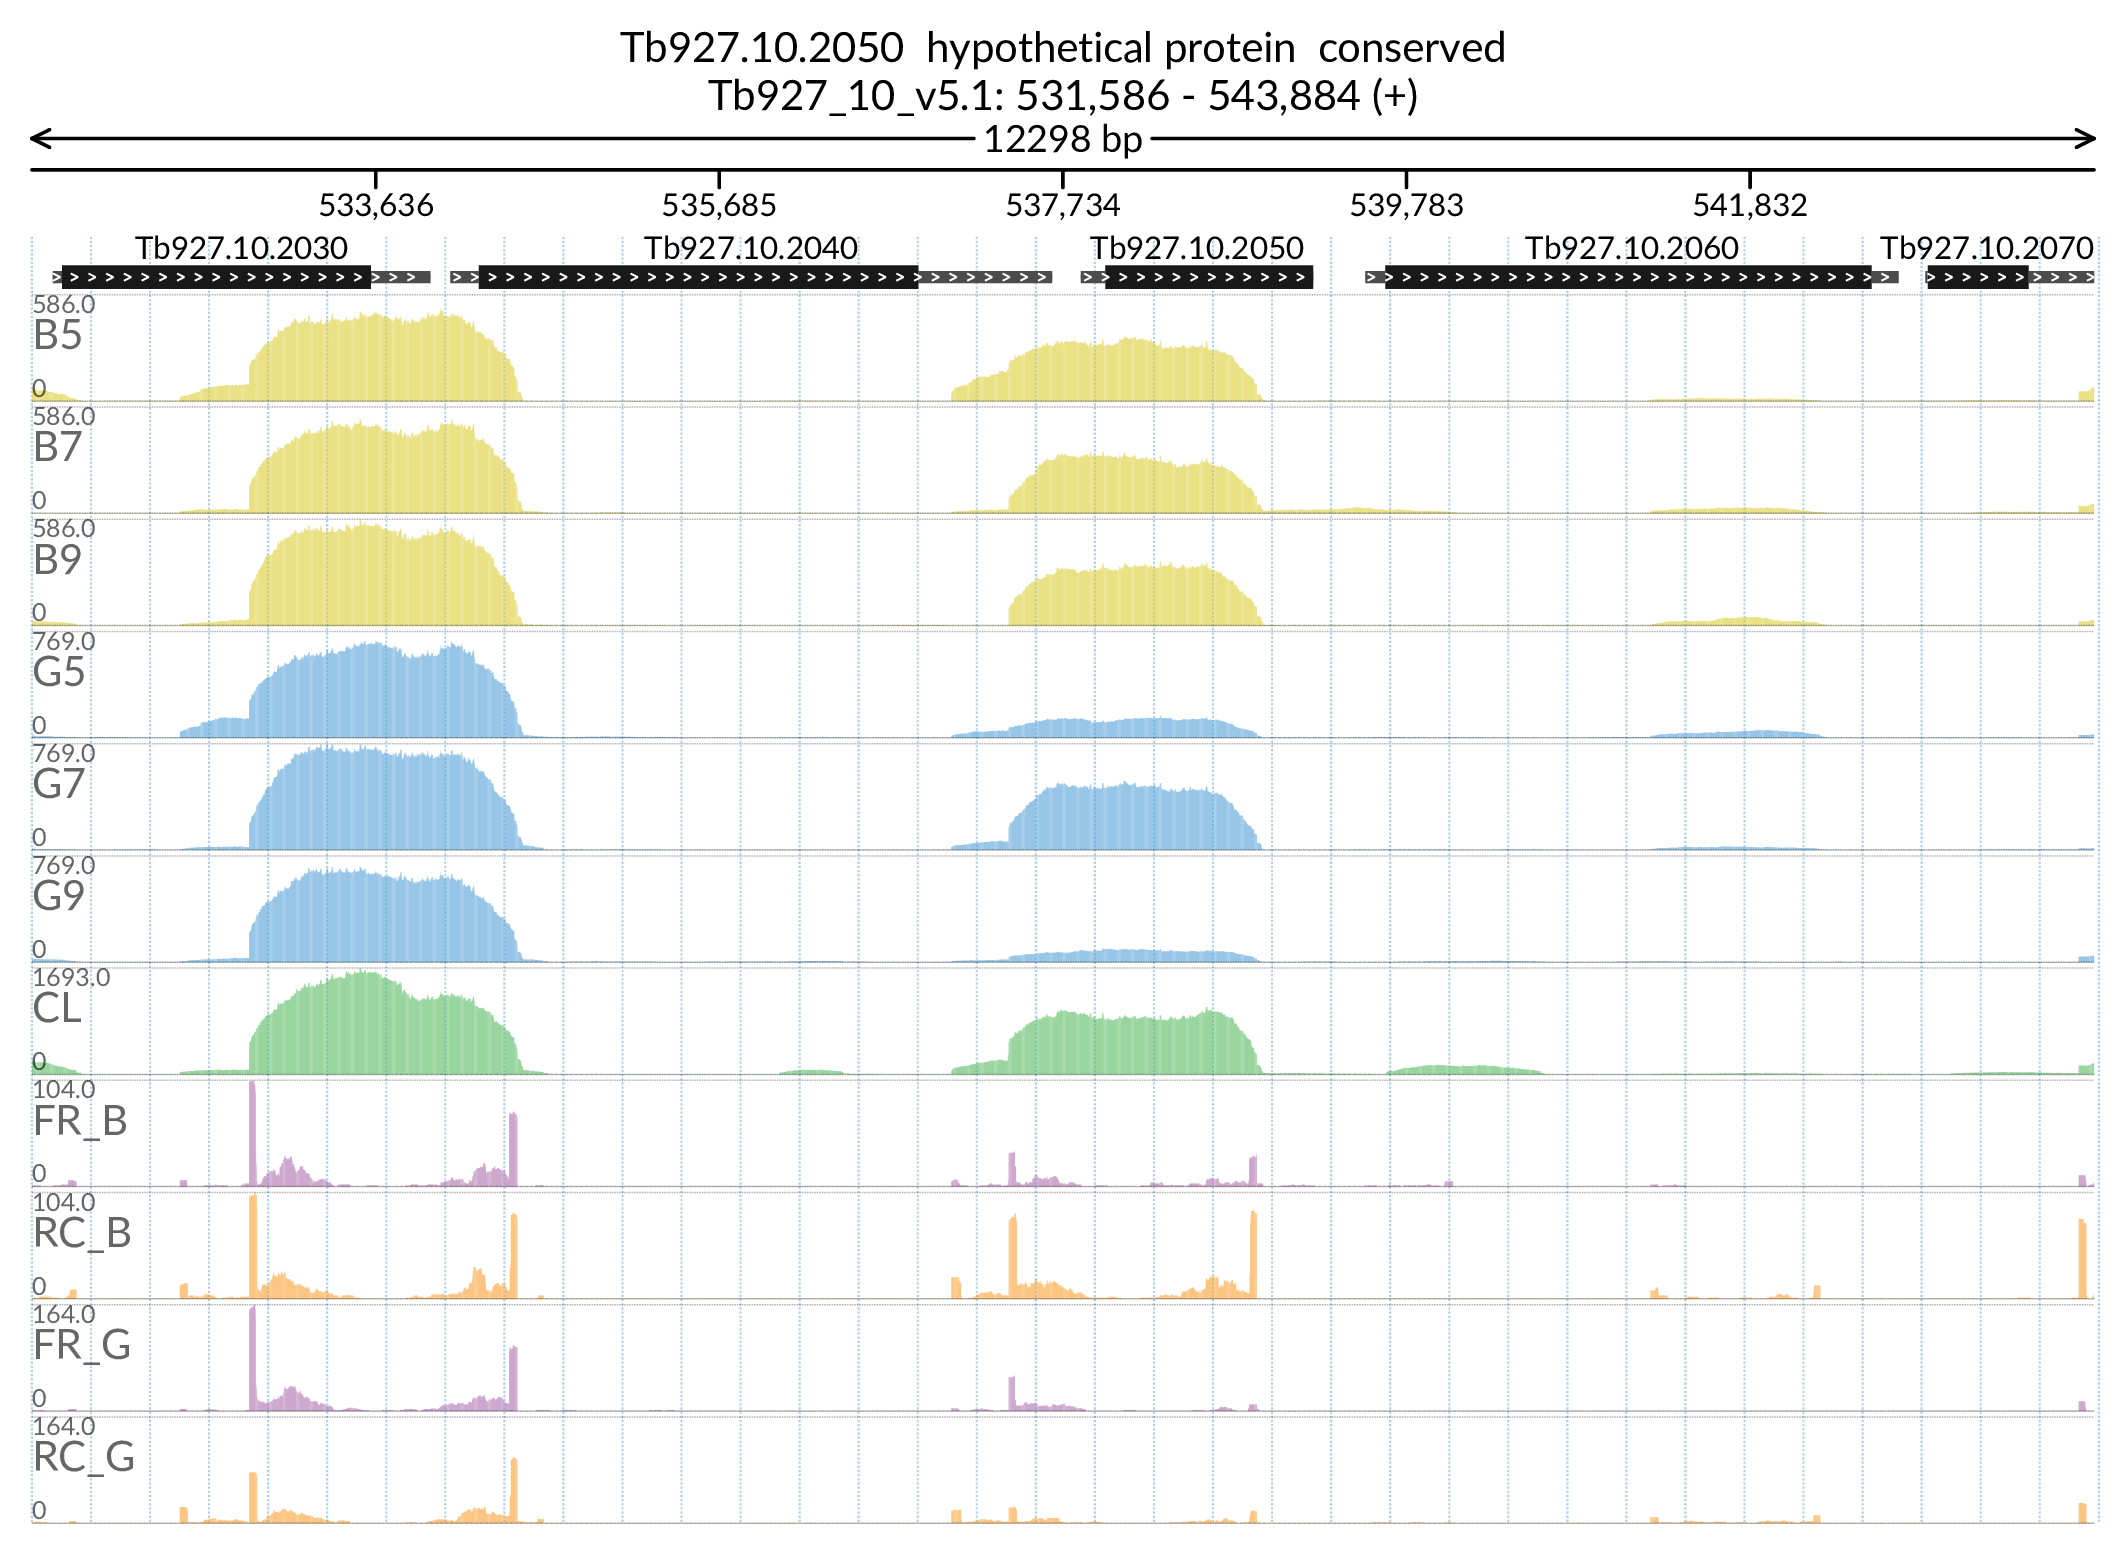 Tb927.10.2050 hypothetical protein conserved
Tb927_10_v5.1: 531,586 - 543,884 (+)
12298 bp
533,636 535,685 537,734 539,783 541,832
Tb927.10.2030 Tb927.10.2040 Tb927.10.2050 Tb927.10.2060 Tb927.10.2070
586.0
B5
0
586.0
B7
0
586.0
B9
0
769.0
G5
0
769.0
G7
0
769.0
G9
0
1693.0
CL
0
104.0
FR_B
0
104.0
RC_B
0
164.0
FR_G
0
164.0
RC_G
0